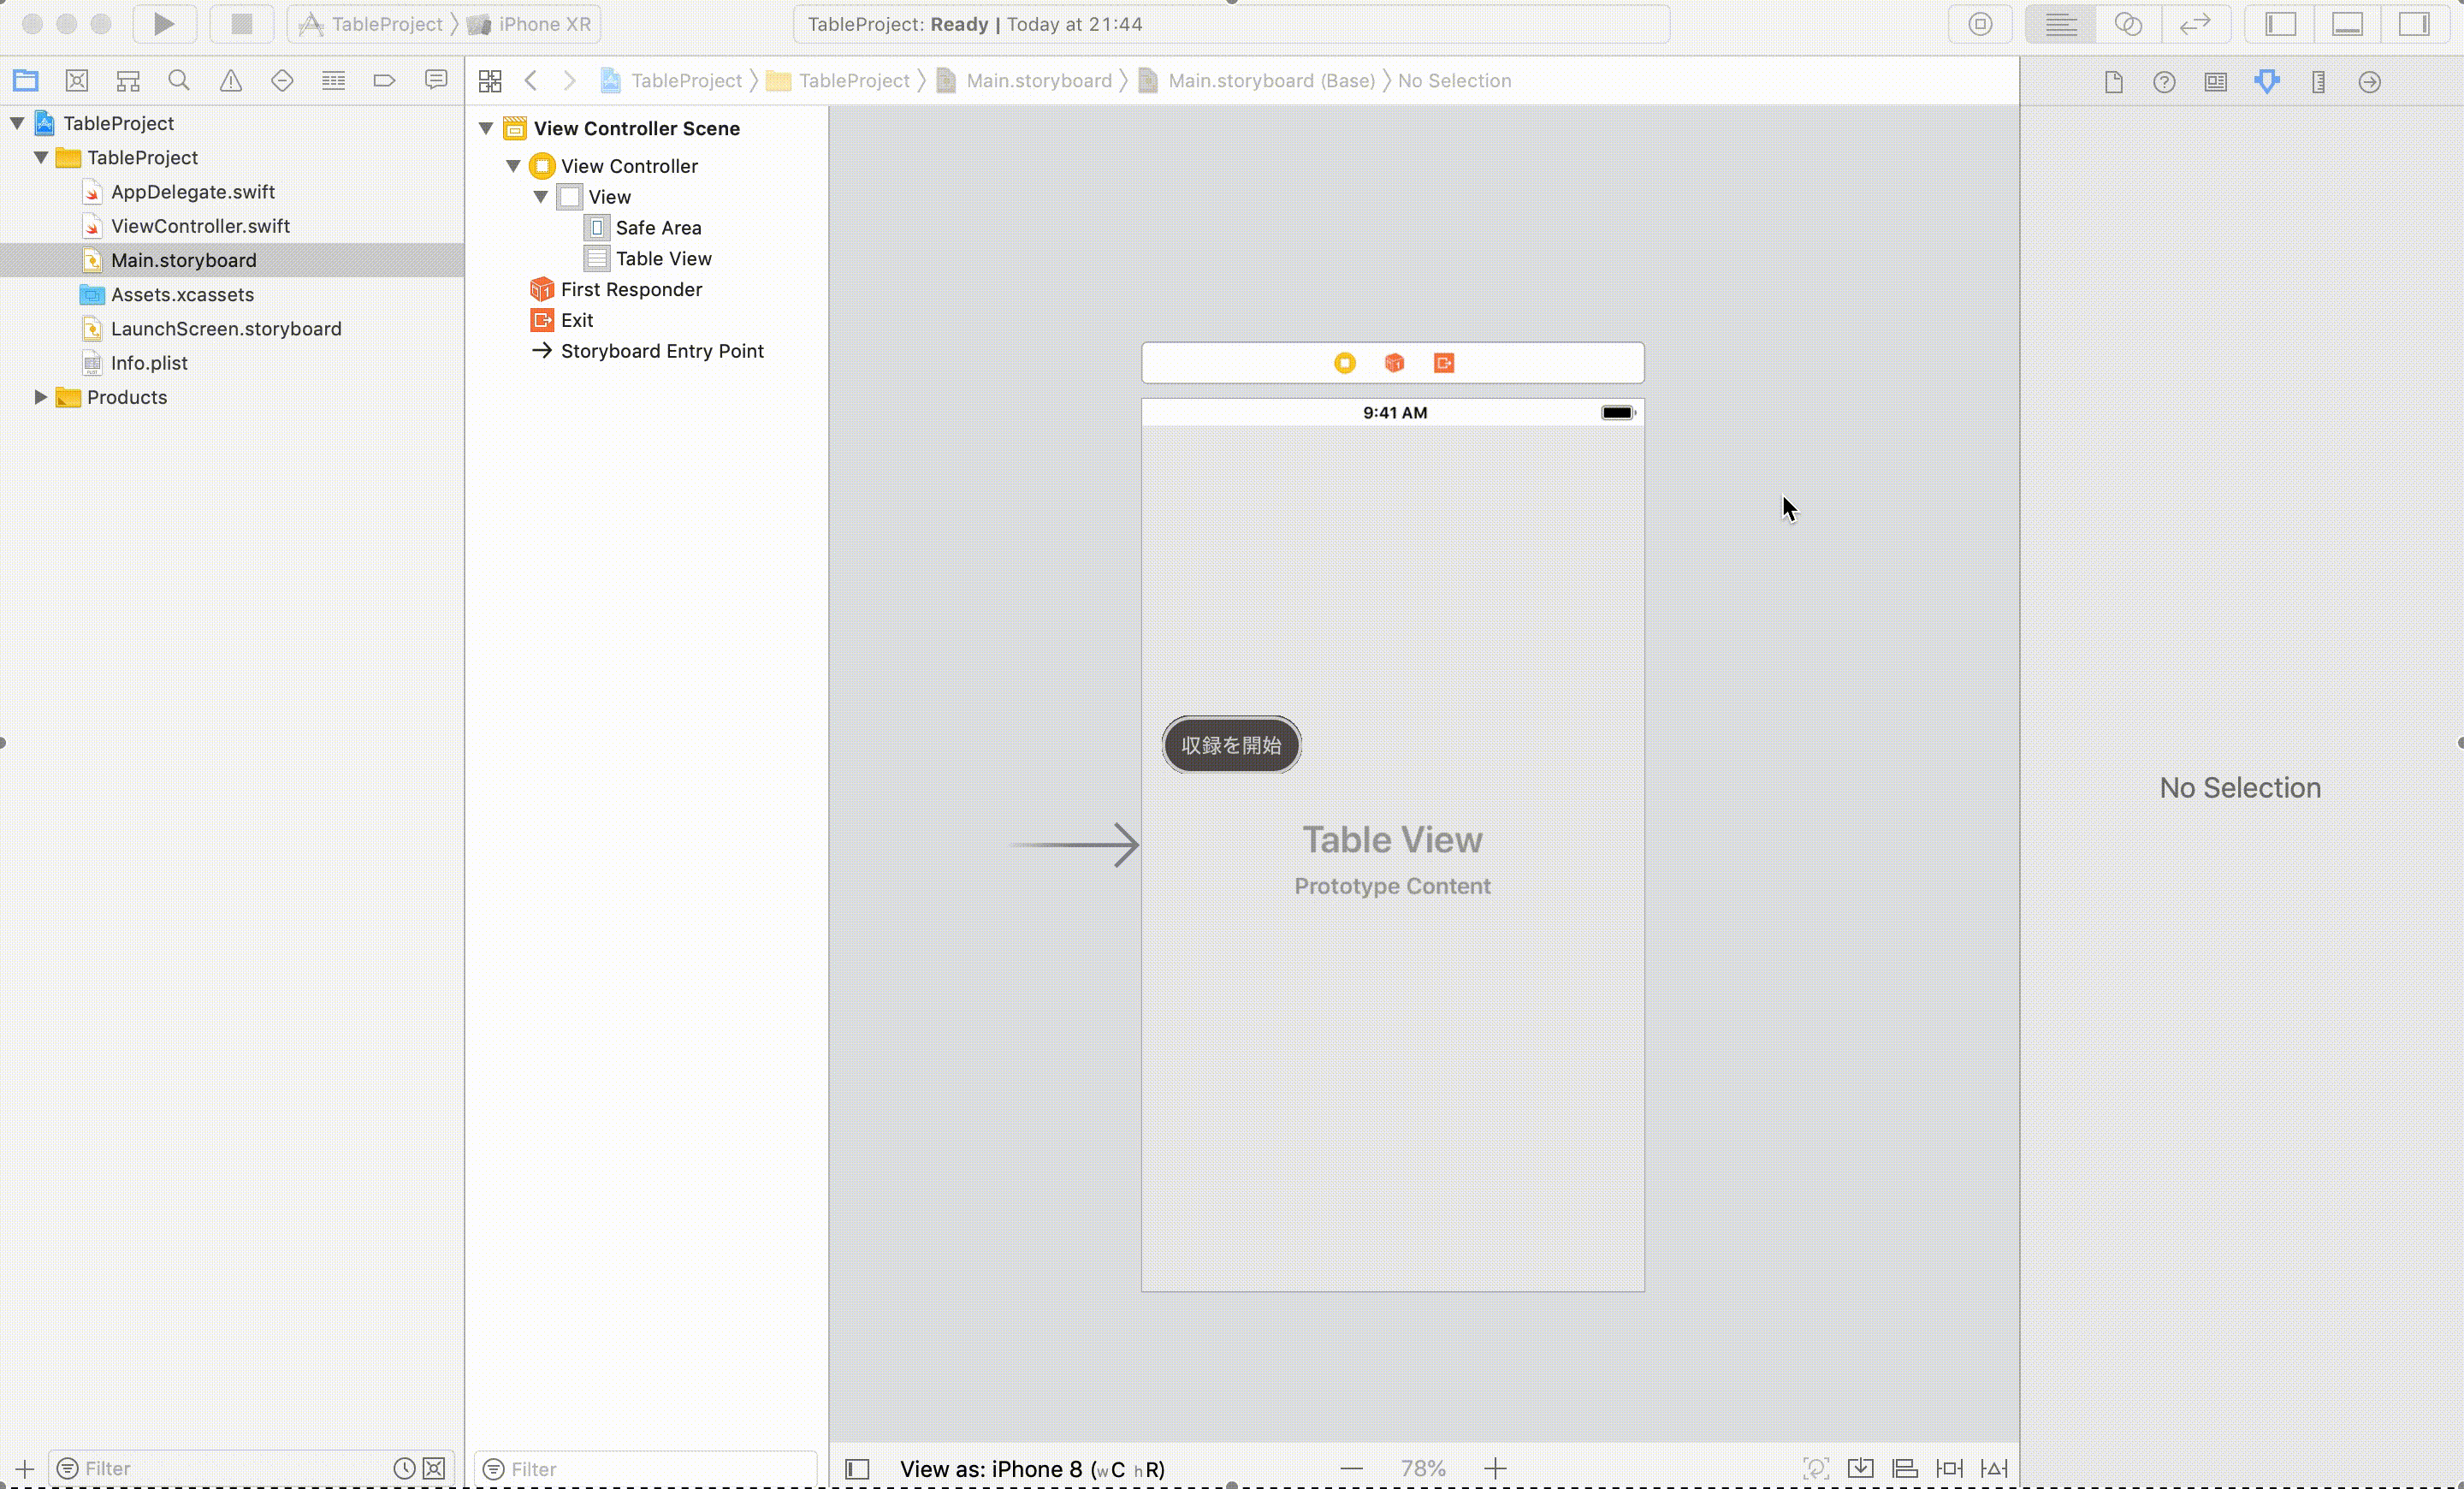 TableProject 〉 iPhone XR
TableProject: Ready | Today at 21:44
TableProject 〉 TableProject 〉 Main.storyboard 〉 Main.storyboard (Base) 〉 No Selection
TableProject
TableProject
AppDelegate.swift
ViewController.swift
Main.storyboard
Assets.xcassets
LaunchScreen.storyboard
Info.plist
Products
View Controller Scene
View Controller
View
Safe Area
Table View
First Responder
Exit
Storyboard Entry Point
9:41 AM
収録を開始
Table View
Prototype Content
No Selection
Filter
Filter
View as: iPhone 8 (wC hR)
78%